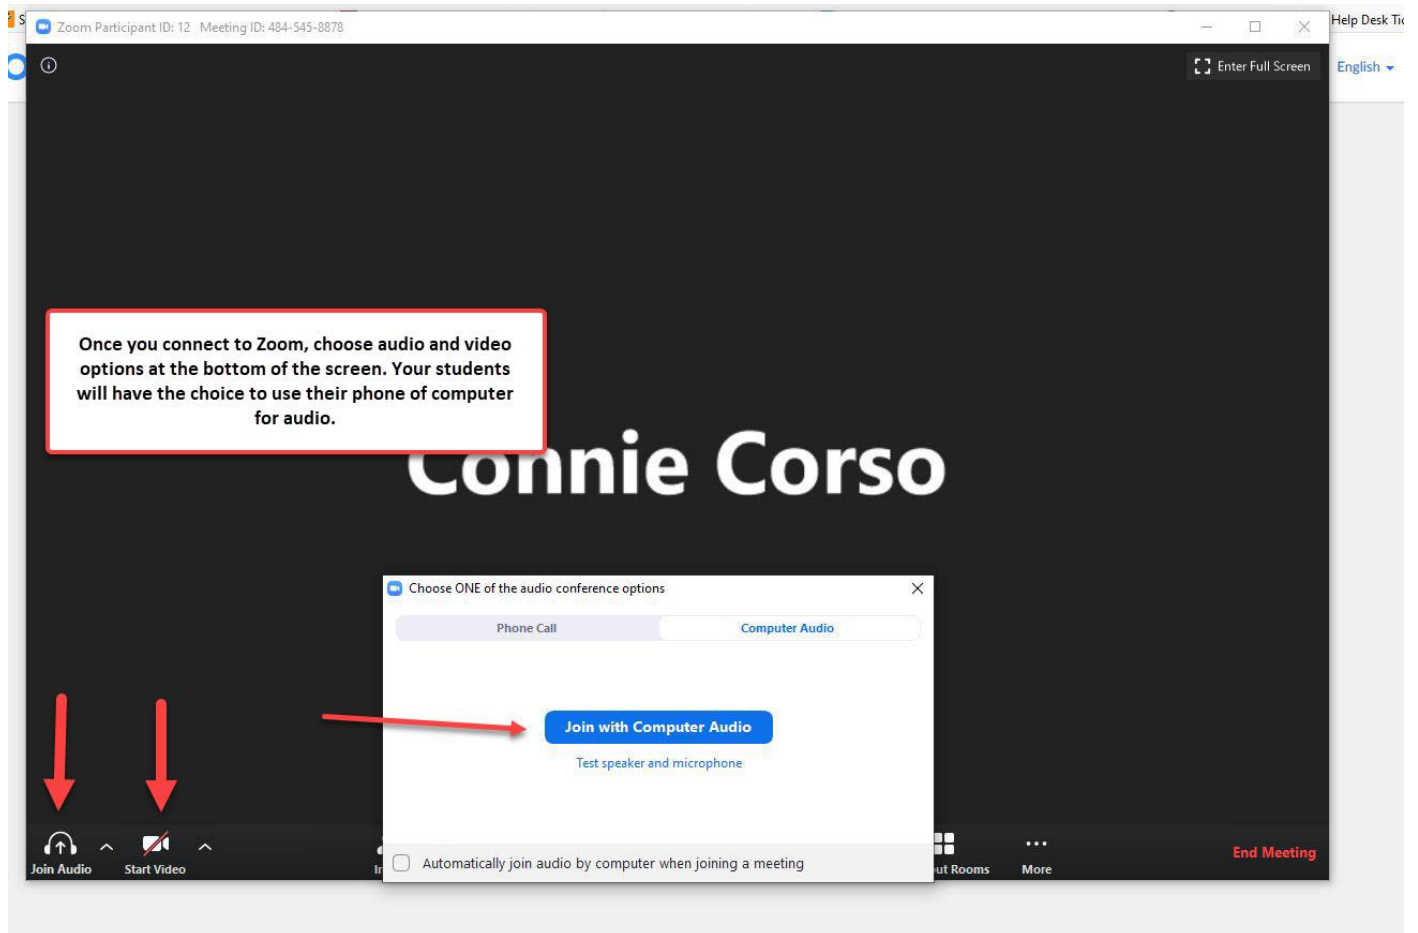 S
Zoom Participant ID: 12 Meeting ID: 484-545-8878
Help Desk Tic
Enter Full Screen
English
Once you connect to Zoom, choose audio and video
options at the bottom of the screen. Your students
will have the choice to use their phone of computer
for audio.
Connie Corso
Choose ONE of the audio conference options
Phone Call
Computer Audio
Join with Computer Audio
Test speaker and microphone
Automatically join audio by computer when joining a meeting
Join Audio
Start Video
ut Rooms
More
End Meeting